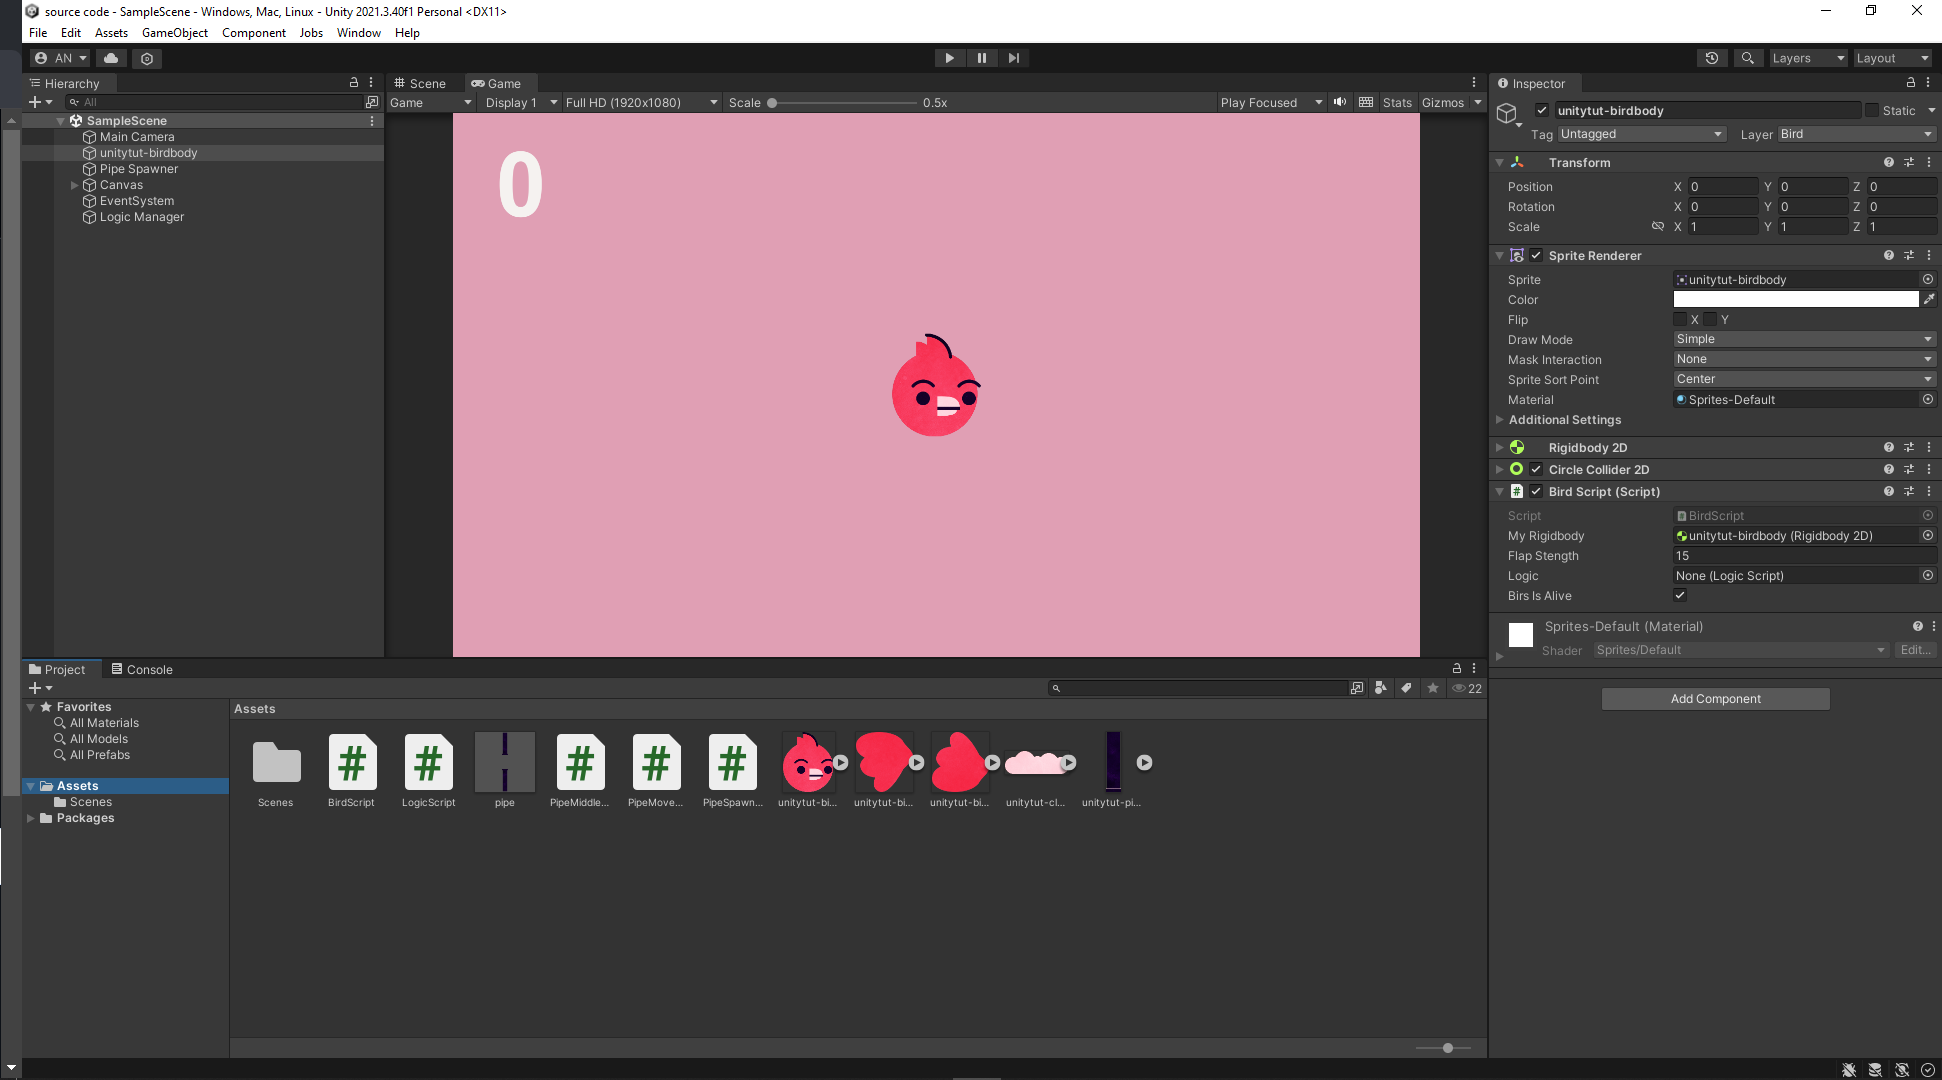 source code - SampleScene - Windows, Mac, Linux - Unity 2021.3.40f1 Personal <DX11>
File Edit Assets GameObject Component Jobs Window Help
AN
Layers Layout
Hierarchy
All
SampleScene
Main Camera
unitytut-birdbody
Pipe Spawner
Canvas
EventSystem
Logic Manager
Scene Game
Game Display 1 Full HD (1920x1080) Scale 0.5x Play Focused Stats Gizmos
0
Inspector
unitytut-birdbody Static
Tag Untagged Layer Bird
Transform
Position X 0 Y 0 Z 0
Rotation X 0 Y 0 Z 0
Scale X 1 Y 1 Z 1
Sprite Renderer
Sprite unitytut-birdbody
Color
Flip X Y
Draw Mode Simple
Mask Interaction None
Sprite Sort Point Center
Material Sprites-Default
Additional Settings
Rigidbody 2D
Circle Collider 2D
Bird Script (Script)
Script BirdScript
My Rigidbody unitytut-birdbody (Rigidbody 2D)
Flap Stength 15
Logic None (Logic Script)
Birs Is Alive
Sprites-Default (Material)
Shader Sprites/Default Edit...
Add Component
Project Console
22
Favorites
All Materials
All Models
All Prefabs
Assets
Scenes
Packages
Assets
Scenes BirdScript LogicScript pipe PipeMiddle... PipeMove... PipeSpawn... unitytut-bi... unitytut-bi... unitytut-bi... unitytut-cl... unitytut-pi...